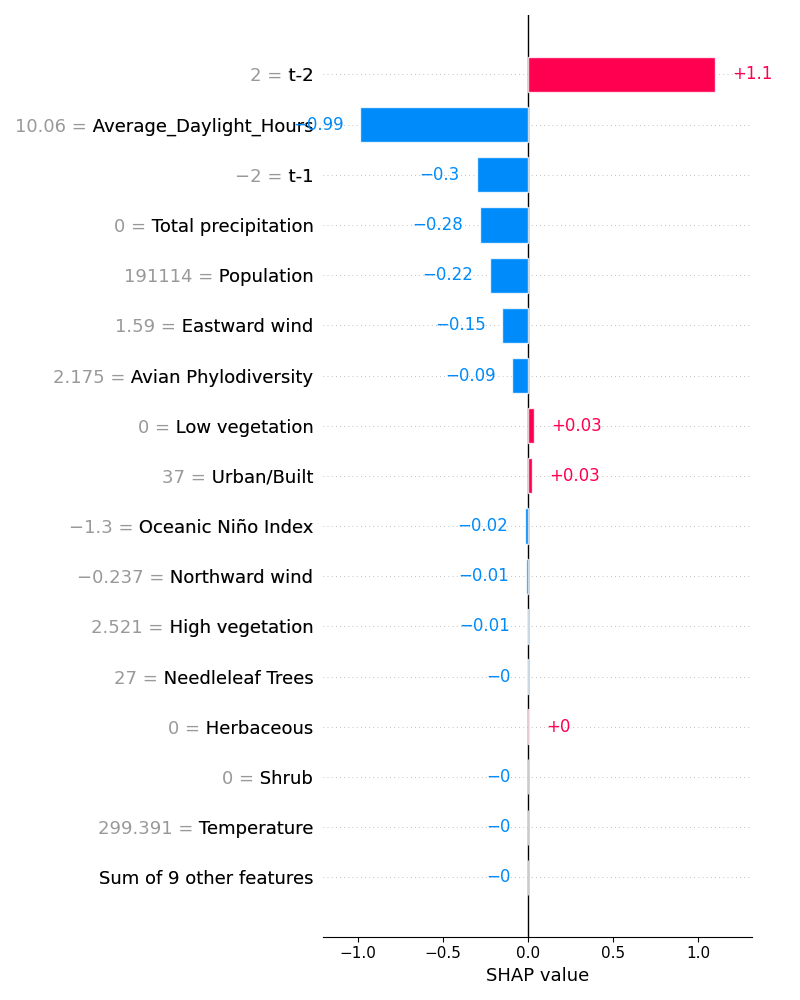 2 = t-2
+1.1
10.06 = Average_Daylight_Hours
−0.99
−2 = t-1
−0.3
0 = Total precipitation
−0.28
191114 = Population
−0.22
1.59 = Eastward wind
−0.15
2.175 = Avian Phylodiversity
−0.09
0 = Low vegetation
+0.03
37 = Urban/Built
+0.03
−1.3 = Oceanic Niño Index
−0.02
−0.237 = Northward wind
−0.01
2.521 = High vegetation
−0.01
27 = Needleleaf Trees
−0
0 = Herbaceous
+0
0 = Shrub
−0
299.391 = Temperature
−0
Sum of 9 other features
−0
−1.0 −0.5 0.0 0.5 1.0
SHAP value